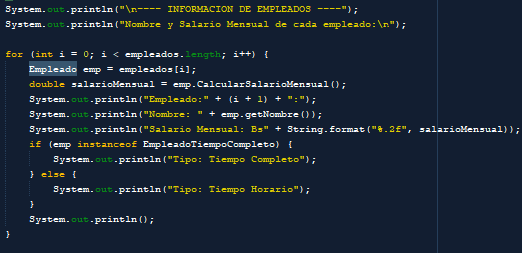 System.out.println("\n---- INFORMACION DE EMPLEADOS ----");
System.out.println("Nombre y Salario Mensual de cada empleado:\n");
for (int i = 0; i < empleados.length; i++) {
Empleado emp = empleados[i];
double salarioMensual = emp.CalcularSalarioMensual();
System.out.println("Empleado:" + (i + 1) + ":");
System.out.println("Nombre: " + emp.getNombre());
System.out.println("Salario Mensual: Bs" + String.format("%.2f", salarioMensual));
if (emp instanceof EmpleadoTiempoCompleto) {
System.out.println("Tipo: Tiempo Completo");
} else {
System.out.println("Tipo: Tiempo Horario");
}
System.out.println();
}